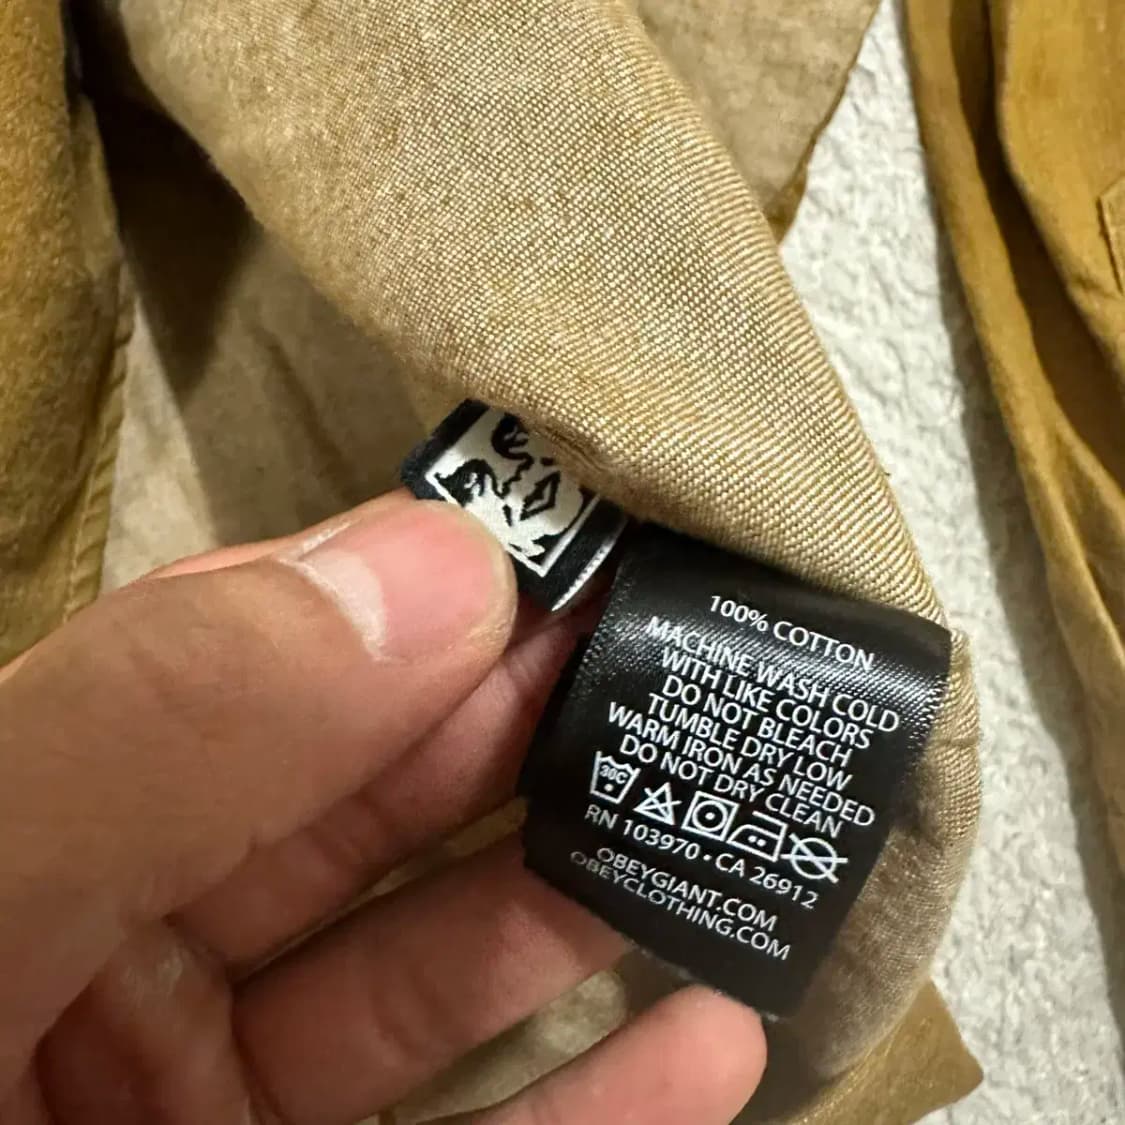 100% COTTON
MACHINE WASH COLD
WITH LIKE COLORS
DO NOT BLEACH
TUMBLE DRY LOW
WARM IRON AS NEEDED
DO NOT DRY CLEAN
30C
RN 103970 • CA 26912
OBEYGIANT.COM
OBEYCLOTHING.COM